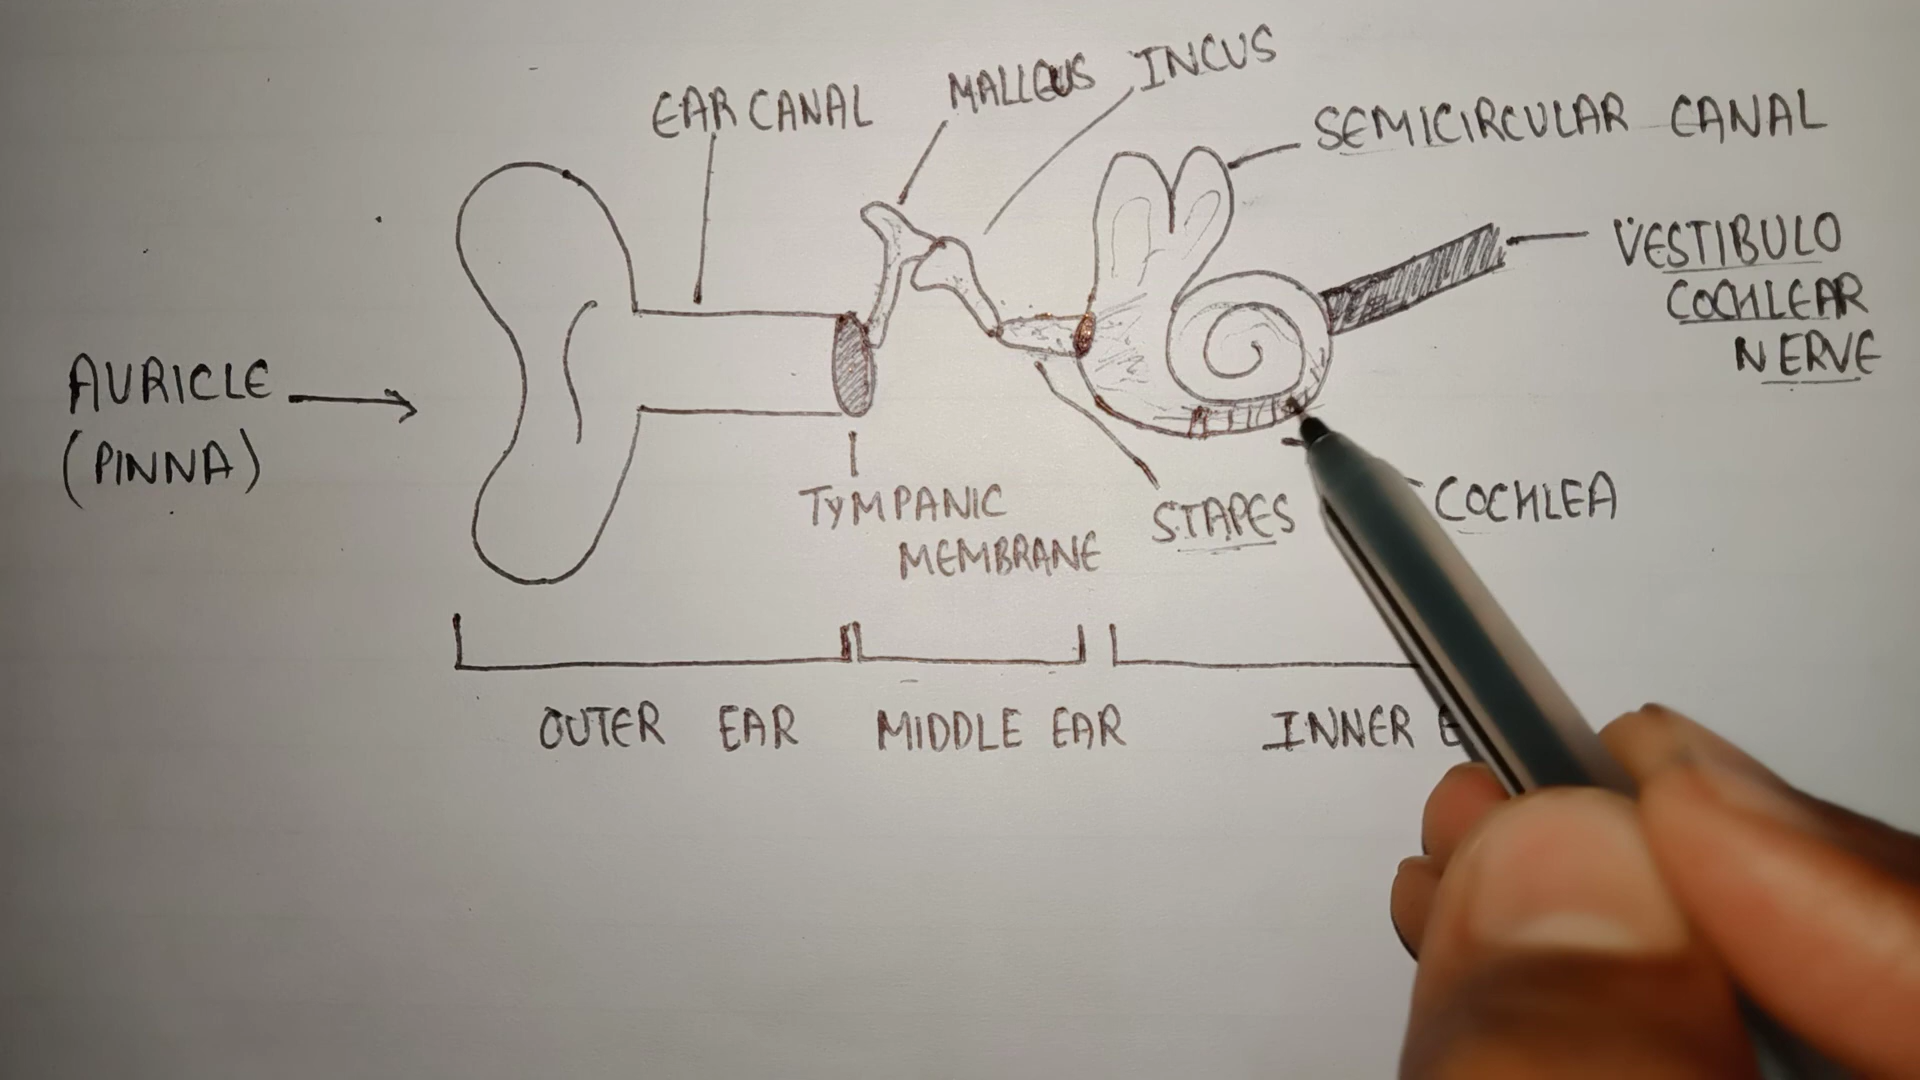 EAR CANAL
MALLEUS
INCUS
SEMICIRCULAR CANAL
VESTIBULO
COCHLEAR
NERVE
AURICLE
(PINNA)
TYMPANIC
MEMBRANE
STAPES
COCHLEA
OUTER EAR
MIDDLE EAR
INNER E